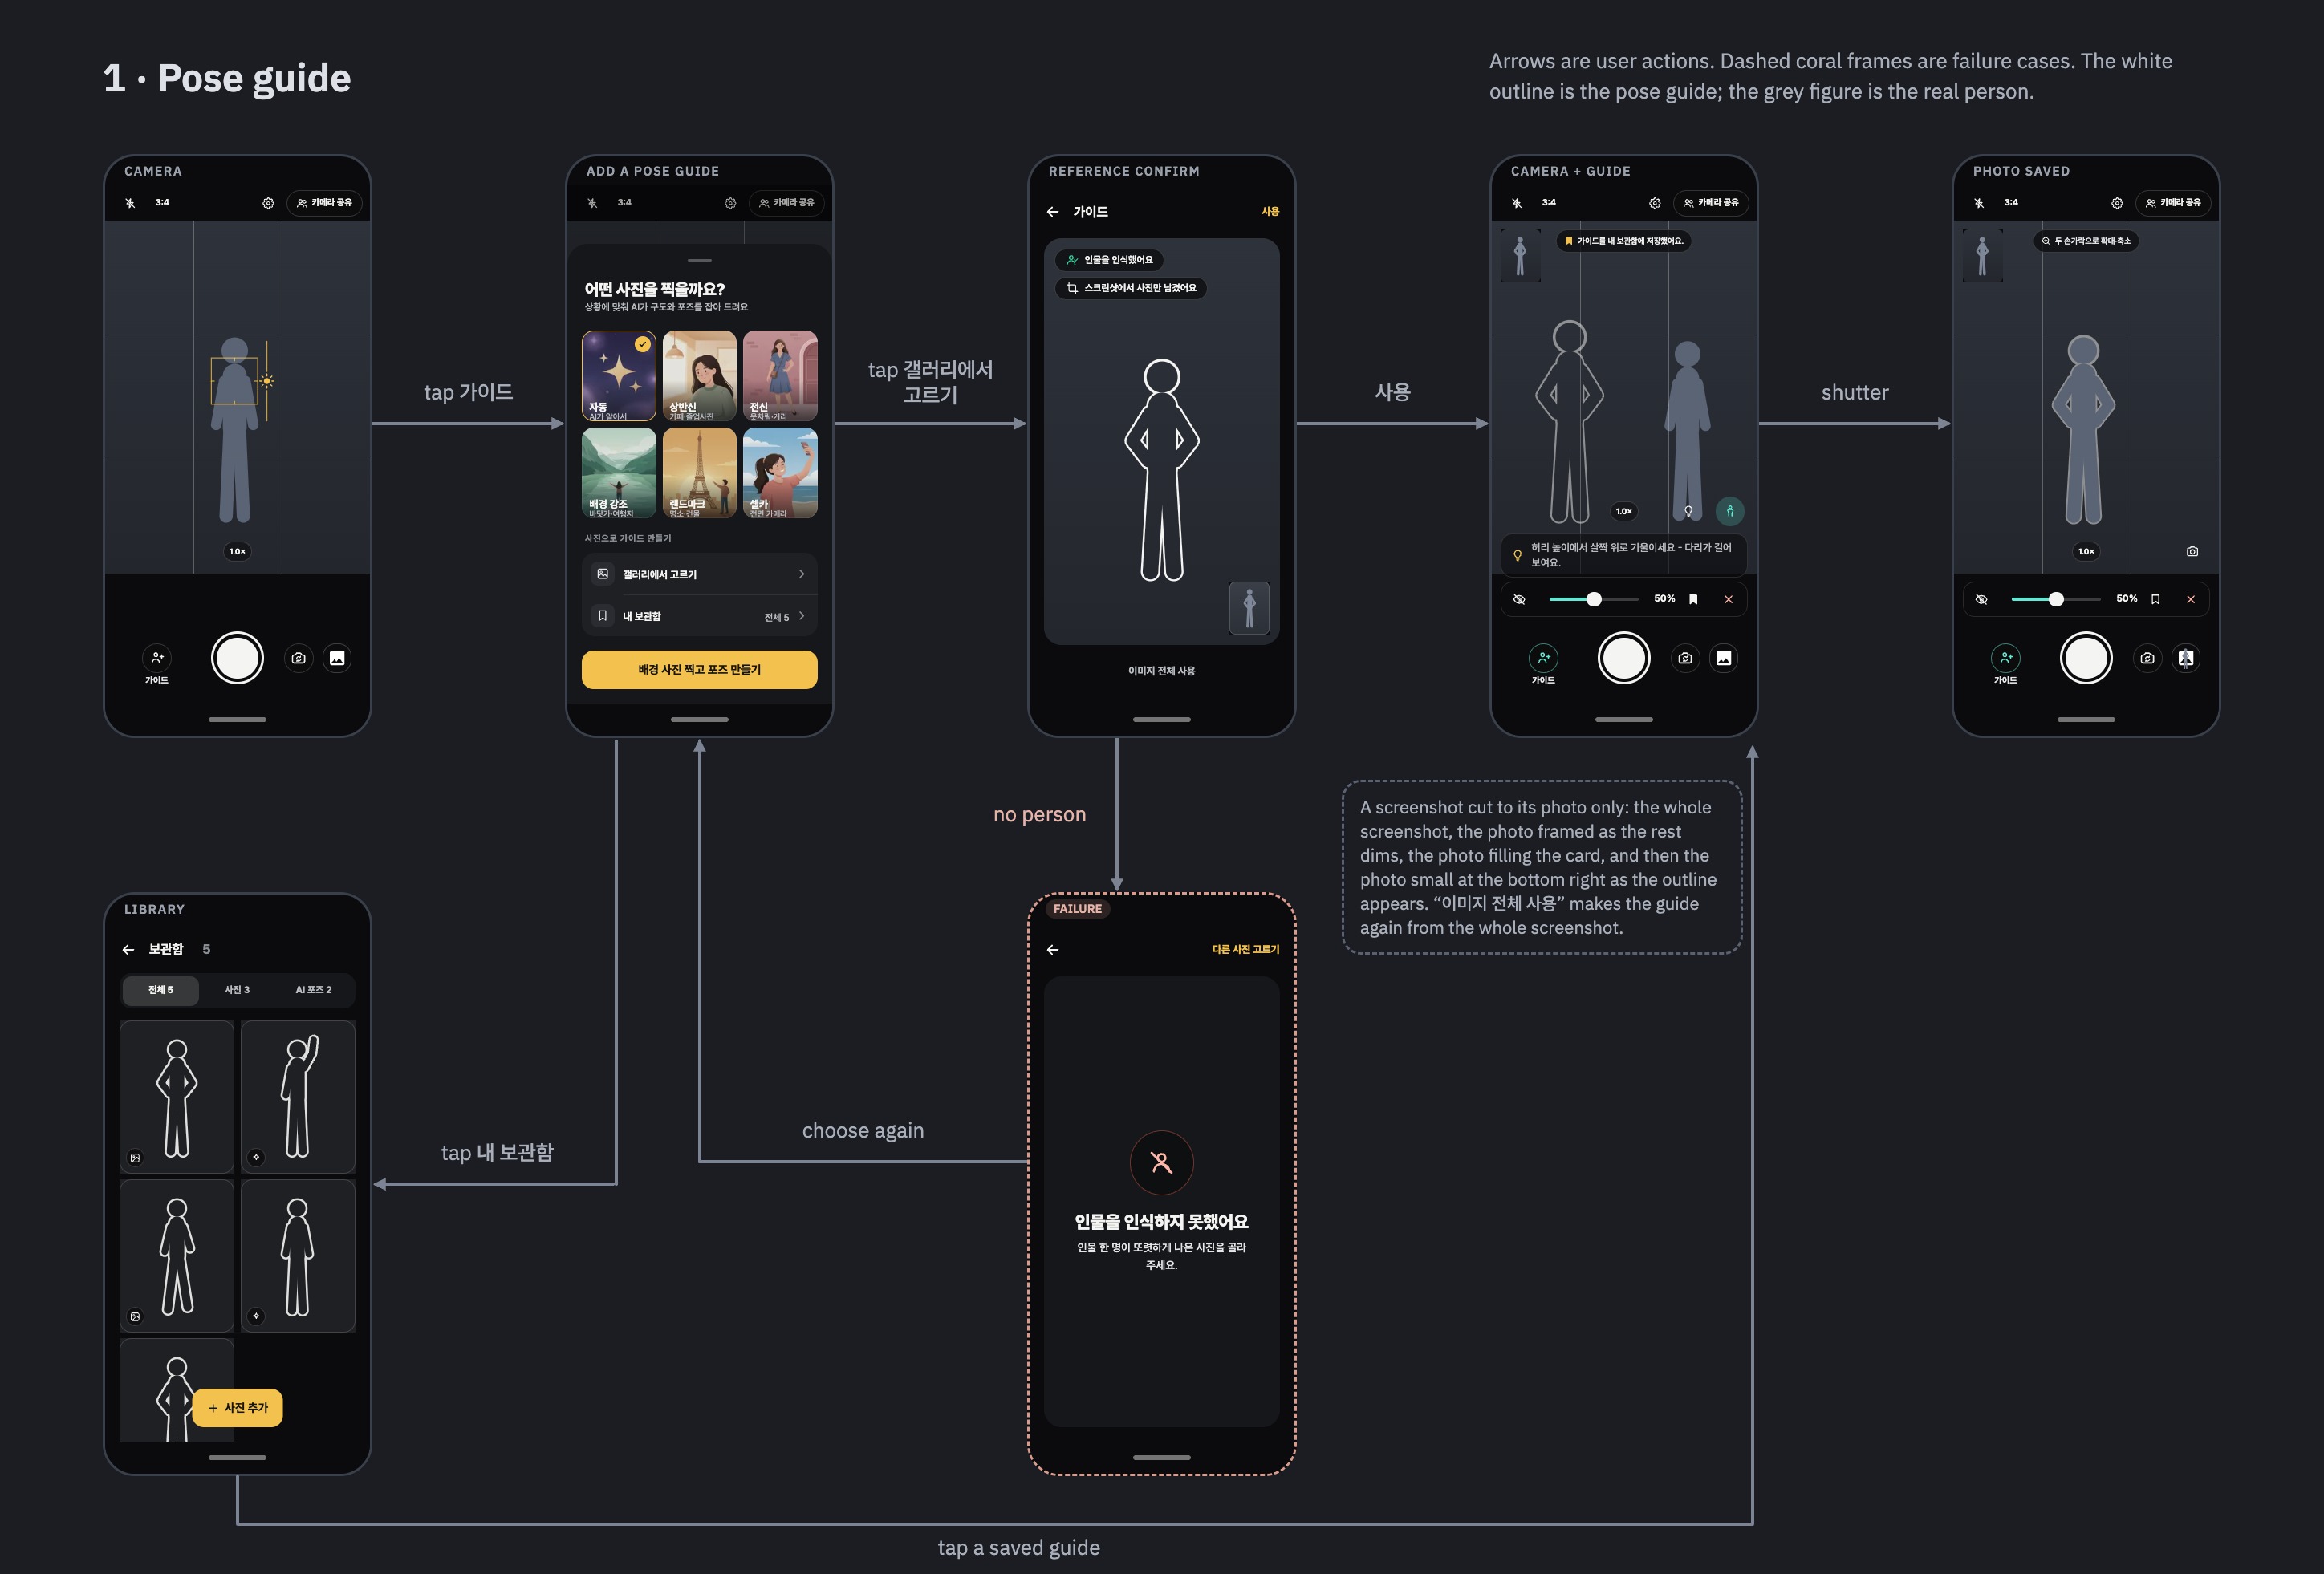 1 · Pose guide
Arrows are user actions. Dashed coral frames are failure cases. The white
outline is the pose guide; the grey figure is the real person.
CAMERA
3:4
카메라 공유
1.0×
가이드
tap 가이드
ADD A POSE GUIDE
3:4
카메라 공유
어떤 사진을 찍을까요?
상황에 맞춰 AI가 구도와 포즈를 잡아 드려요
자동
AI가 알아서
상반신
카페·졸업사진
전신
옷차림·거리
배경 강조
바닷가·여행지
랜드마크
명소·건물
셀카
전면 카메라
사진으로 가이드 만들기
갤러리에서 고르기
내 보관함
전체 5
배경 사진 찍고 포즈 만들기
tap 갤러리에서
고르기
REFERENCE CONFIRM
가이드
사용
인물을 인식했어요
스크린샷에서 사진만 남겼어요
이미지 전체 사용
사용
CAMERA + GUIDE
3:4
카메라 공유
가이드를 내 보관함에 저장했어요.
1.0×
허리 높이에서 살짝 위로 기울이세요 - 다리가 길어
보여요.
50%
가이드
shutter
PHOTO SAVED
3:4
카메라 공유
두 손가락으로 확대·축소
1.0×
50%
가이드
no person
A screenshot cut to its photo only: the whole
screenshot, the photo framed as the rest
dims, the photo filling the card, and then the
photo small at the bottom right as the outline
appears. “이미지 전체 사용” makes the guide
again from the whole screenshot.
LIBRARY
보관함 5
전체 5
사진 3
AI 포즈 2
+ 사진 추가
tap 내 보관함
choose again
FAILURE
다른 사진 고르기
인물을 인식하지 못했어요
인물 한 명이 또렷하게 나온 사진을 골라
주세요.
tap a saved guide